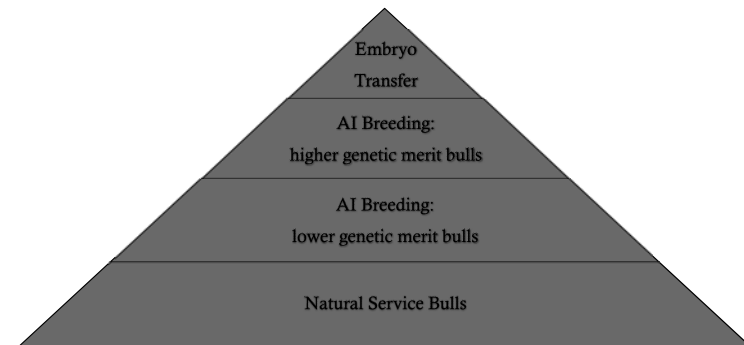 Embryo
Transfer
AI Breeding:
higher genetic merit bulls
AI Breeding:
lower genetic merit bulls
Natural Service Bulls